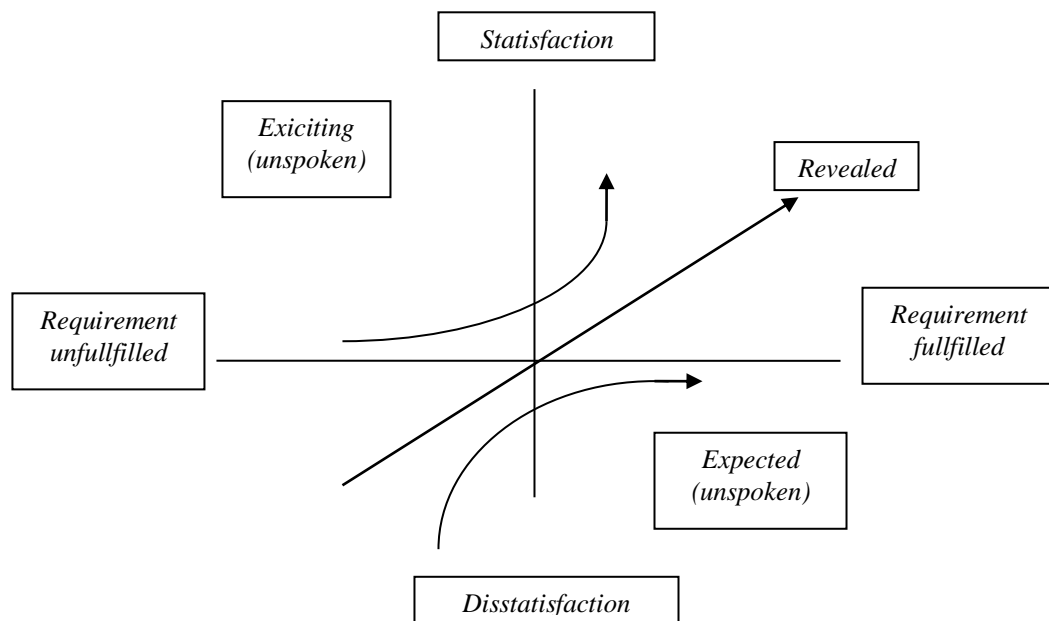 Statisfaction
Exiciting
(unspoken)
Revealed
Requirement
unfullfilled
Requirement
fullfilled
Expected
(unspoken)
Disstatisfaction